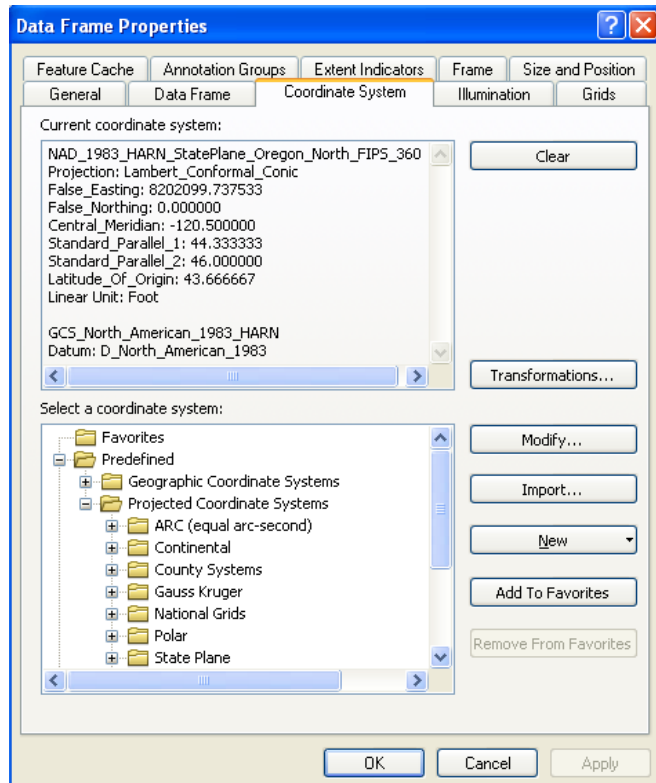 Data Frame Properties
Feature Cache Annotation Groups Extent Indicators Frame Size and Position
General Data Frame Coordinate System Illumination Grids
Current coordinate system:
NAD_1983_HARN_StatePlane_Oregon_North_FIPS_360
Projection: Lambert_Conformal_Conic
False_Easting: 8202099.737533
False_Northing: 0.000000
Central_Meridian: -120.500000
Standard_Parallel_1: 44.333333
Standard_Parallel_2: 46.000000
Latitude_Of_Origin: 43.666667
Linear Unit: Foot
GCS_North_American_1983_HARN
Datum: D_North_American_1983
Clear
Transformations...
Select a coordinate system:
Favorites
Predefined
Geographic Coordinate Systems
Projected Coordinate Systems
ARC (equal arc-second)
Continental
County Systems
Gauss Kruger
National Grids
Polar
State Plane
Modify...
Import...
New
Add To Favorites
Remove From Favorites
OK Cancel Apply